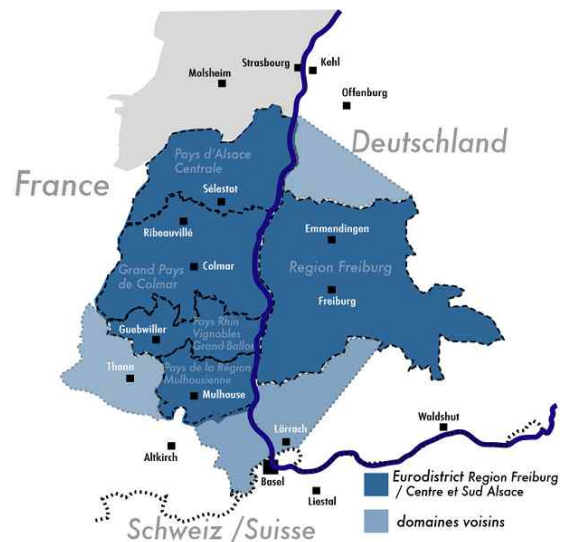 Strasbourg
Kehl
Molsheim
Offenburg
Deutschland
Pays d'Alsace
Centrale
France
Sélestat
Ribeauvillé
Emmendingen
Grand Pays
de Colmar
Colmar
Region Freiburg
Freiburg
Guebwiller
Pays Rhin
Vignobles
Grand-Ballon
Thann
Pays de la Région
Mulhousienne
Mulhouse
Altkirch
Lörrach
Waldshut
Basel
Liestal
Schweiz /Suisse
Eurodistrict Region Freiburg
/ Centre et Sud Alsace
domaines voisins